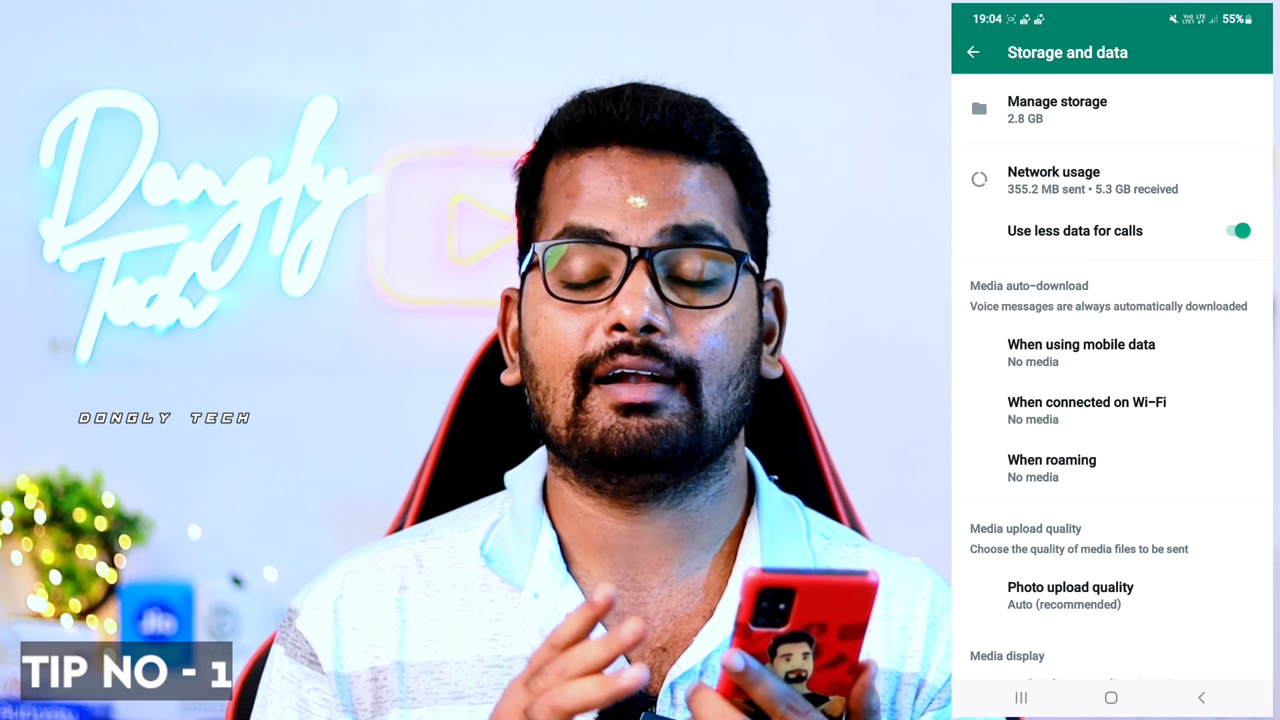 Dongly
Tech
DONGLY TECH
jio
TIP NO - 1
19:04
Vo) LTE
LTE1
55%
Storage and data
Manage storage
2.8 GB
Network usage
355.2 MB sent • 5.3 GB received
Use less data for calls
Media auto-download
Voice messages are always automatically downloaded
When using mobile data
No media
When connected on Wi-Fi
No media
When roaming
No media
Media upload quality
Choose the quality of media files to be sent
Photo upload quality
Auto (recommended)
Media display